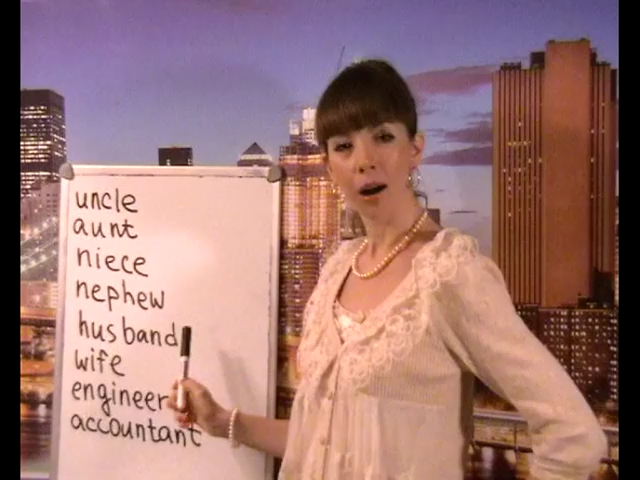 uncle
aunt
niece
nephew
husband
wife
engineer
accountant